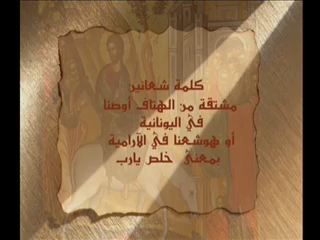 كلمة شعانين
مشتقة من الهتاف أوصنا
في اليونانية
أو هوشعنا في الآرامية
بمعنى خلص يارب